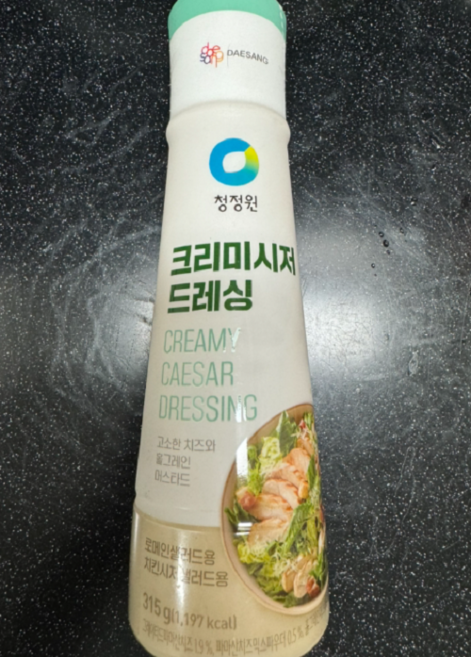 dae
sang
DAESANG
청정원
크리미시저
드레싱
CREAMY
CAESAR
DRESSING
고소한 치즈와
홀그레인
머스타드
로메인샐러드용
치킨시저샐러드용
315 g(1,197 kcal)